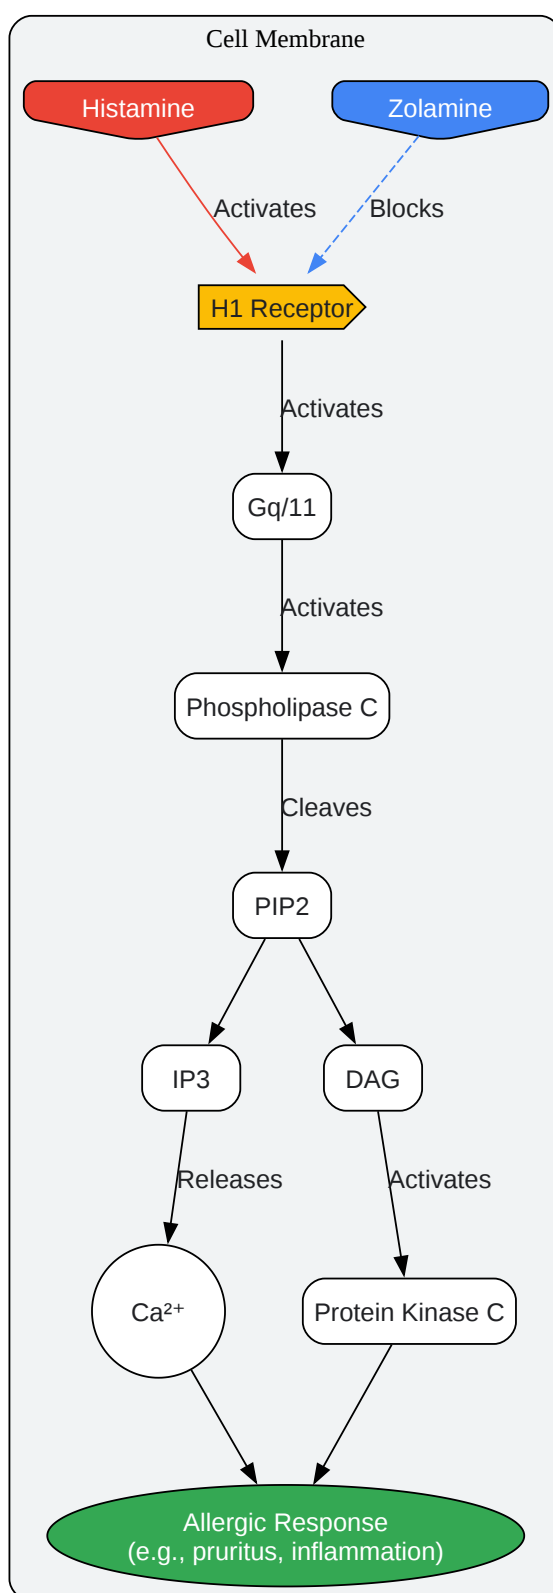 Cell Membrane
Histamine
Zolamine
Activates
Blocks
H1 Receptor
Activates
Gq/11
Activates
Phospholipase C
Cleaves
PIP2
IP3
DAG
Releases
Activates
Ca²⁺
Protein Kinase C
Allergic Response
(e.g., pruritus, inflammation)